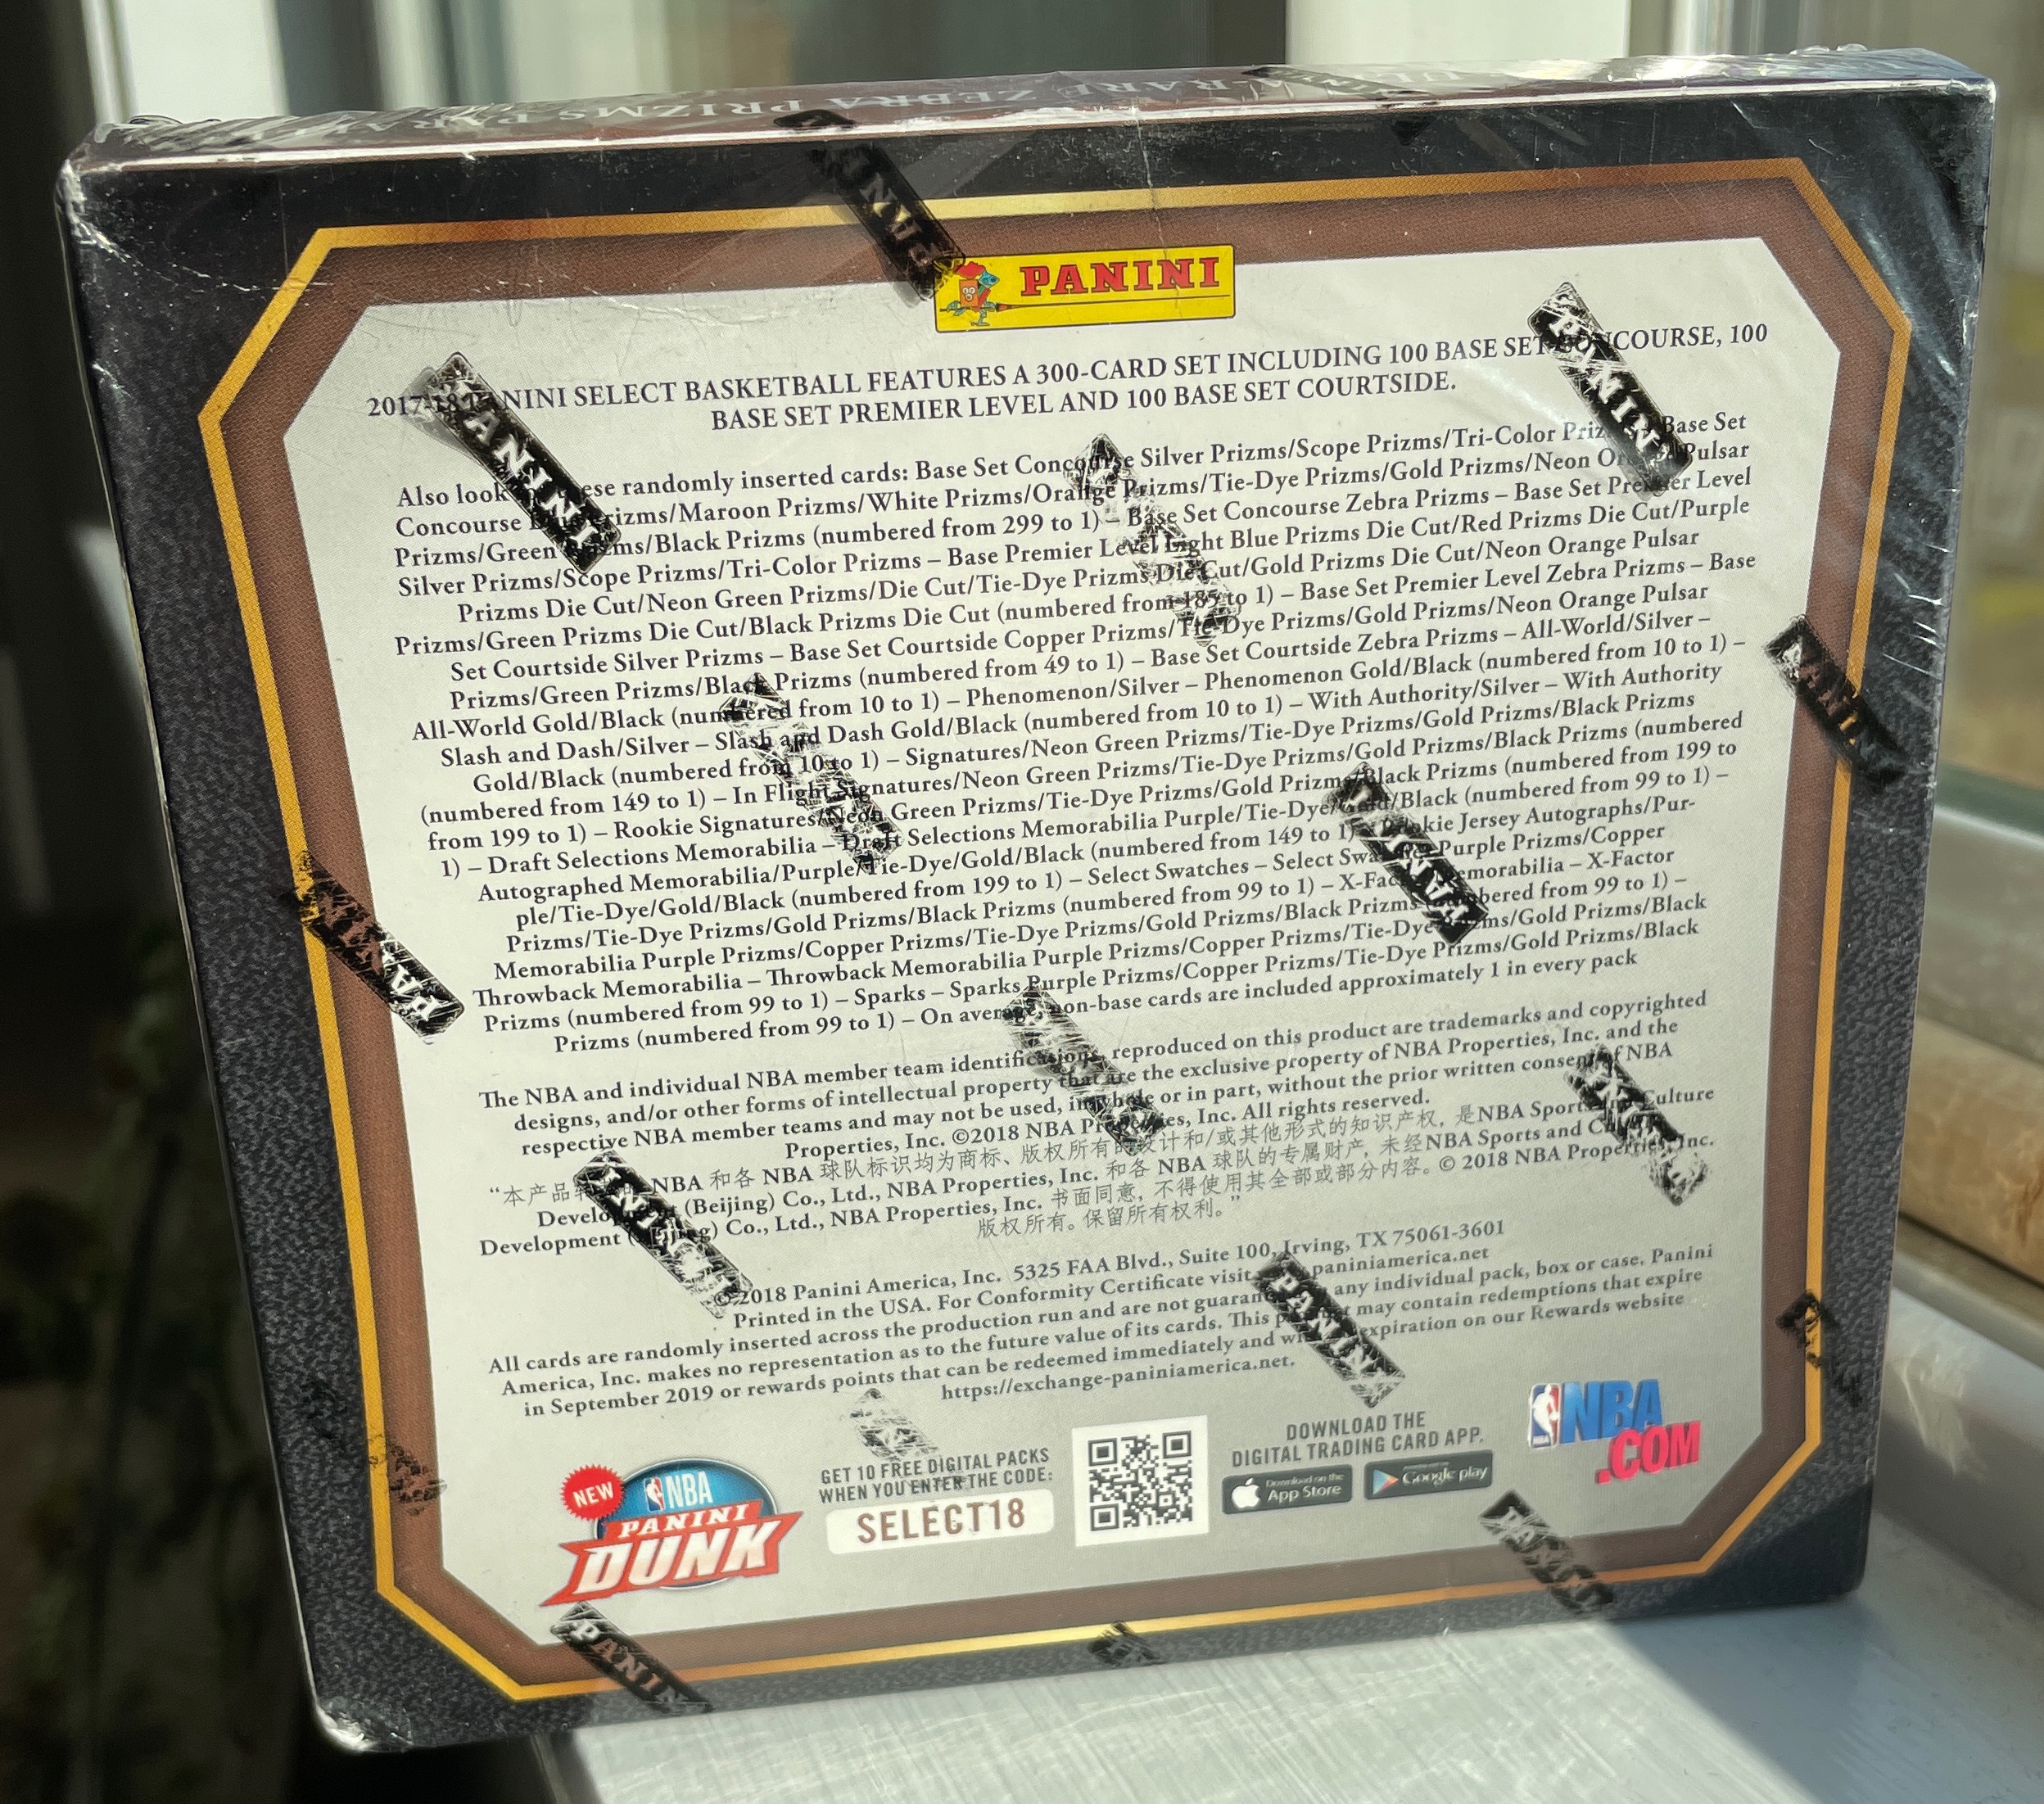 RARE ZEBRA PRIZMS PARA
PANINI
2017-18 PANINI SELECT BASKETBALL FEATURES A 300-CARD SET INCLUDING 100 BASE SET CONCOURSE, 100
BASE SET PREMIER LEVEL AND 100 BASE SET COURTSIDE.
Also look these randomly inserted cards: Base Set Concourse Silver Prizms/Scope Prizms/Tri-Color Prizms – Base Set
Concourse Prizms/Maroon Prizms/White Prizms/Orange Prizms/Tie-Dye Prizms/Gold Prizms/Neon Orange Pulsar
Prizms/Green Prizms/Black Prizms (numbered from 299 to 1) – Base Set Concourse Zebra Prizms – Base Set Premier Level
Silver Prizms/Scope Prizms/Tri-Color Prizms – Base Premier Level Light Blue Prizms Die Cut/Red Prizms Die Cut/Purple
Prizms Die Cut/Neon Green Prizms/Die Cut/Tie-Dye Prizms Die Cut/Gold Prizms Die Cut/Neon Orange Pulsar
Prizms/Green Prizms Die Cut/Black Prizms Die Cut (numbered from 185 to 1) – Base Set Premier Level Zebra Prizms – Base
Set Courtside Silver Prizms – Base Set Courtside Copper Prizms/Tie-Dye Prizms/Gold Prizms/Neon Orange Pulsar
Prizms/Green Prizms/Black Prizms (numbered from 49 to 1) – Base Set Courtside Zebra Prizms – All-World/Silver –
All-World Gold/Black (numbered from 10 to 1) – Phenomenon/Silver – Phenomenon Gold/Black (numbered from 10 to 1) –
Slash and Dash/Silver – Slash and Dash Gold/Black (numbered from 10 to 1) – With Authority/Silver – With Authority
Gold/Black (numbered from 10 to 1) – Signatures/Neon Green Prizms/Tie-Dye Prizms/Gold Prizms/Black Prizms
(numbered from 149 to 1) – In Flight Signatures/Neon Green Prizms/Tie-Dye Prizms/Gold Prizms/Black Prizms (numbered
from 199 to 1) – Rookie Signatures/Neon Green Prizms/Tie-Dye Prizms/Gold Prizms/Black Prizms (numbered from 199 to
1) – Draft Selections Memorabilia – Draft Selections Memorabilia Purple/Tie-Dye/Gold/Black (numbered from 99 to 1) –
Autographed Memorabilia/Purple/Tie-Dye/Gold/Black (numbered from 149 to 1) – Rookie Jersey Autographs/Pur-
ple/Tie-Dye/Gold/Black (numbered from 199 to 1) – Select Swatches – Select Swatches Purple Prizms/Copper
Prizms/Tie-Dye Prizms/Gold Prizms/Black Prizms (numbered from 99 to 1) – X-Factor Memorabilia – X-Factor
Memorabilia Purple Prizms/Copper Prizms/Tie-Dye Prizms/Gold Prizms/Black Prizms (numbered from 99 to 1) –
Throwback Memorabilia – Throwback Memorabilia Purple Prizms/Copper Prizms/Tie-Dye Prizms/Gold Prizms/Black
Prizms (numbered from 99 to 1) – Sparks – Sparks Purple Prizms/Copper Prizms/Tie-Dye Prizms/Gold Prizms/Black
Prizms (numbered from 99 to 1) – On average, non-base cards are included approximately 1 in every pack
The NBA and individual NBA member team identifications reproduced on this product are trademarks and copyrighted
designs, and/or other forms of intellectual property that are the exclusive property of NBA Properties, Inc. and the
respective NBA member teams and may not be used, in whole or in part, without the prior written consent of NBA
Properties, Inc. ©2018 NBA Properties, Inc. All rights reserved.
“本产品 NBA 和各 NBA 球队标识均为商标、版权所有的设计和/或其他形式的知识产权, 是NBA Sports and Culture
Development (Beijing) Co., Ltd., NBA Properties, Inc. 和各 NBA 球队的专属财产, 未经NBA Sports and Culture
Development (Beijing) Co., Ltd., NBA Properties, Inc. 书面同意, 不得使用其全部或部分内容。© 2018 NBA Properties, Inc.
版权所有。保留所有权利。”
© 2018 Panini America, Inc. 5325 FAA Blvd., Suite 100, Irving, TX 75061-3601
Printed in the USA. For Conformity Certificate visit paniniamerica.net
All cards are randomly inserted across the production run and are not guaranteed any individual pack, box or case. Panini
America, Inc. makes no representation as to the future value of its cards. This product may contain redemptions that expire
in September 2019 or rewards points that can be redeemed immediately and expiration on our Rewards website
https://exchange-paniniamerica.net.
NEW
NBA
PANINI
DUNK
GET 10 FREE DIGITAL PACKS
WHEN YOU ENTER THE CODE:
SELECT18
DOWNLOAD THE
DIGITAL TRADING CARD APP.
Download on the
App Store
Google play
NBA
.COM
PANINI
PANINI
PANINI
PANINI
PANINI
PANINI